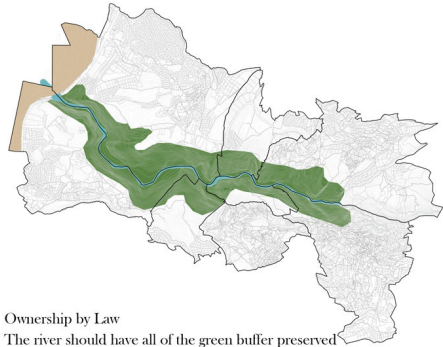 Ownership by Law
The river should have all of the green buffer preserved